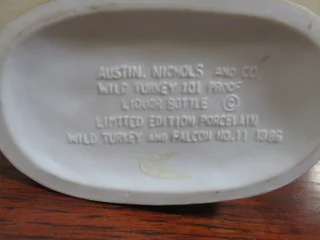 AUSTIN, NICHOLS AND CO.
WILD TURKEY 101 PROOF
LIQUOR BOTTLE ©
LIMITED EDITION PORCELAIN
WILD TURKEY AND FALCON NO. 11 1986